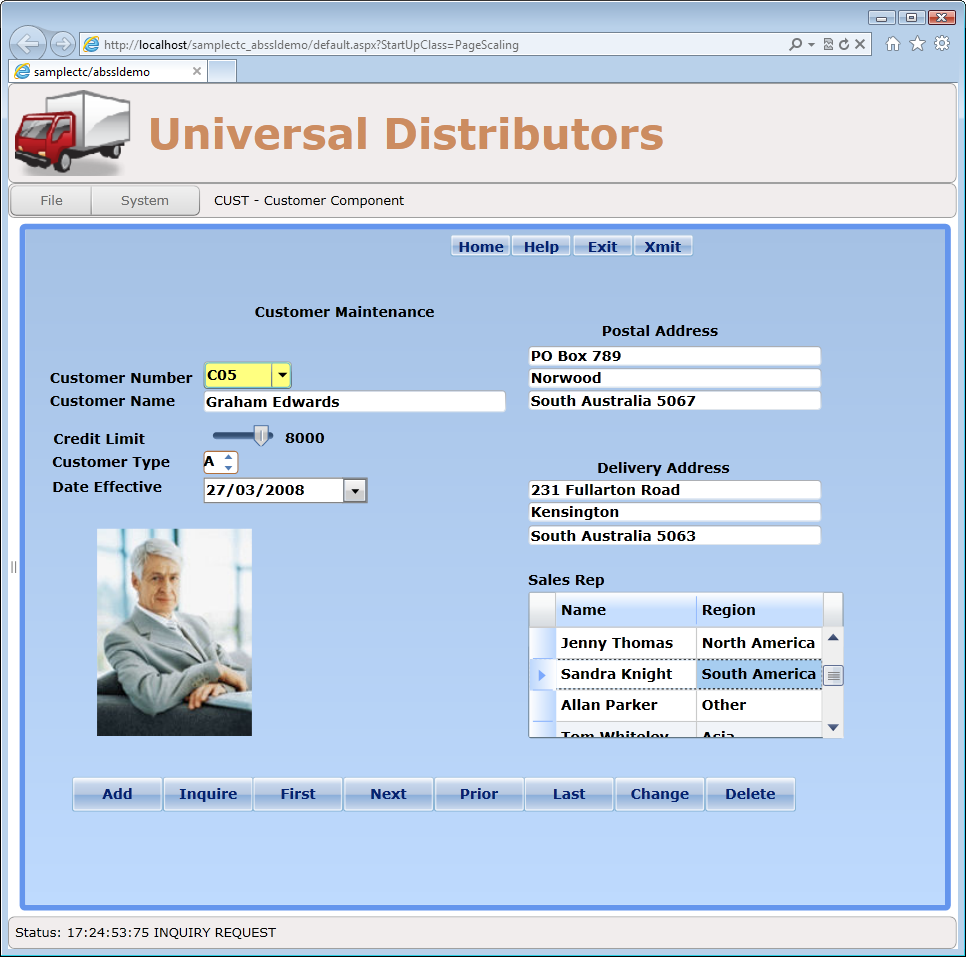 http://localhost/samplectc_abssldemo/default.aspx?StartUpClass=PageScaling
samplectc/abssldemo
Universal Distributors
File System CUST - Customer Component
Home Help Exit Xmit
Customer Maintenance
Postal Address
PO Box 789
Norwood
South Australia 5067
Customer Number C05
Customer Name Graham Edwards
Credit Limit 8000
Customer Type A
Date Effective 27/03/2008
Delivery Address
231 Fullarton Road
Kensington
South Australia 5063
Sales Rep
Name Region
Jenny Thomas North America
Sandra Knight South America
Allan Parker Other
Tom Whiteley Asia
Add Inquire First Next Prior Last Change Delete
Status: 17:24:53:75 INQUIRY REQUEST